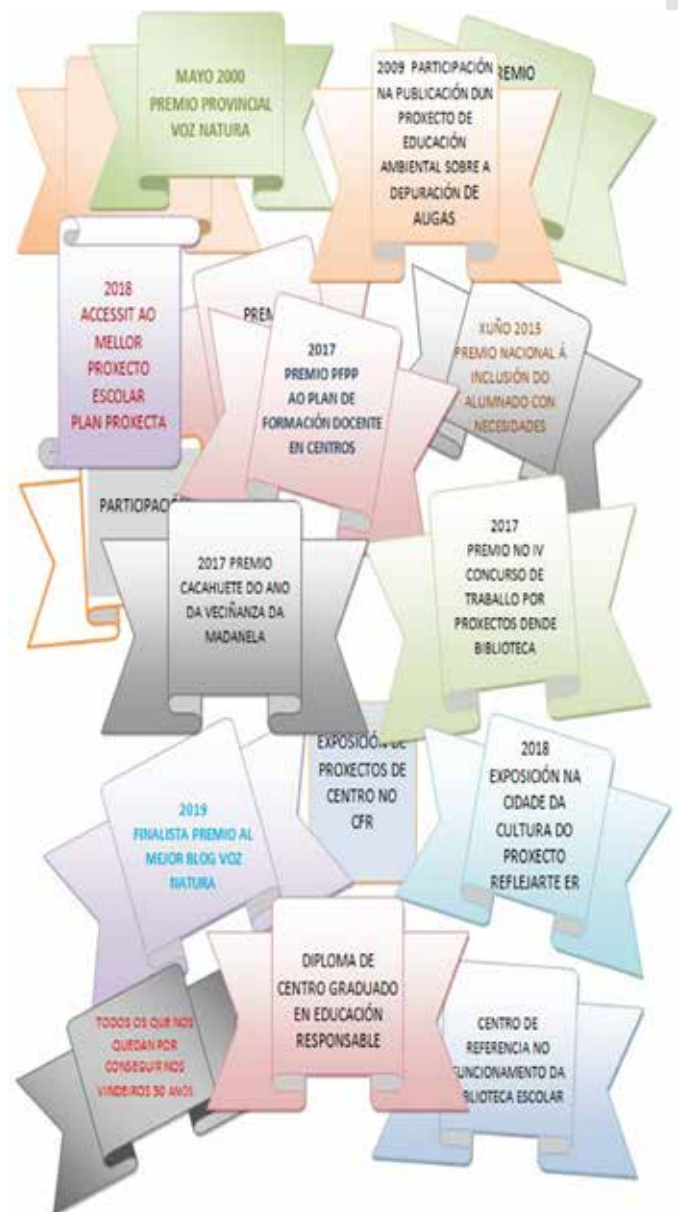 MAYO 2000
PREMIO PROVINCIAL
VOZ NATURA
2009 PARTICIPACIÓN
NA PUBLICACIÓN DUN
PROXECTO DE
EDUCACIÓN
AMBIENTAL SOBRE A
DEPURACIÓN DE
AUGAS
REMIO
2018
ACCESSIT AO
MELLOR
PROXECTO
ESCOLAR
PLAN PROXECTA
PREM
2017
PREMIO PFPP
AO PLAN DE
FORMACIÓN DOCENTE
EN CENTROS
XUÑO 2015
PREMIO NACIONAL Á
INCLUSIÓN DO
ALUMNADO CON
NECESIDADES
PARTIOPACIÓ
2017 PREMIO
CACAHUETE DO ANO
DA VECIÑANZA DA
MADANELA
2017
PREMIO NO IV
CONCURSO DE
TRABALLO POR
PROXECTOS DENDE
BIBLIOTECA
EXPOSICIÓN DE
PROXECTOS DE
CENTRO NO
CFR
2019
FINALISTA PREMIO AL
MEJOR BLOG VOZ
NATURA
2018
EXPOSICIÓN NA
CIDADE DA
CULTURA DO
PROXECTO
REFLEJARTE ER
DIPLOMA DE
CENTRO GRADUADO
EN EDUCACIÓN
RESPONSABLE
TODOS OS QUE NOS
QUEDAN POR
CONSEGUIR NOS
VINDEIROS 50 ANOS
CENTRO DE
REFERENCIA NO
FUNCIONAMENTO DA
BIBLIOTECA ESCOLAR